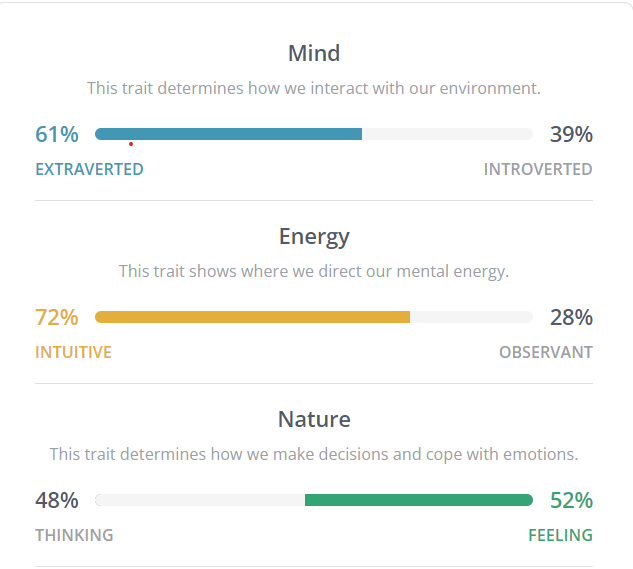 Mind
This trait determines how we interact with our environment.
61% 39%
EXTRAVERTED INTROVERTED
Energy
This trait shows where we direct our mental energy.
72% 28%
INTUITIVE OBSERVANT
Nature
This trait determines how we make decisions and cope with emotions.
48% 52%
THINKING FEELING